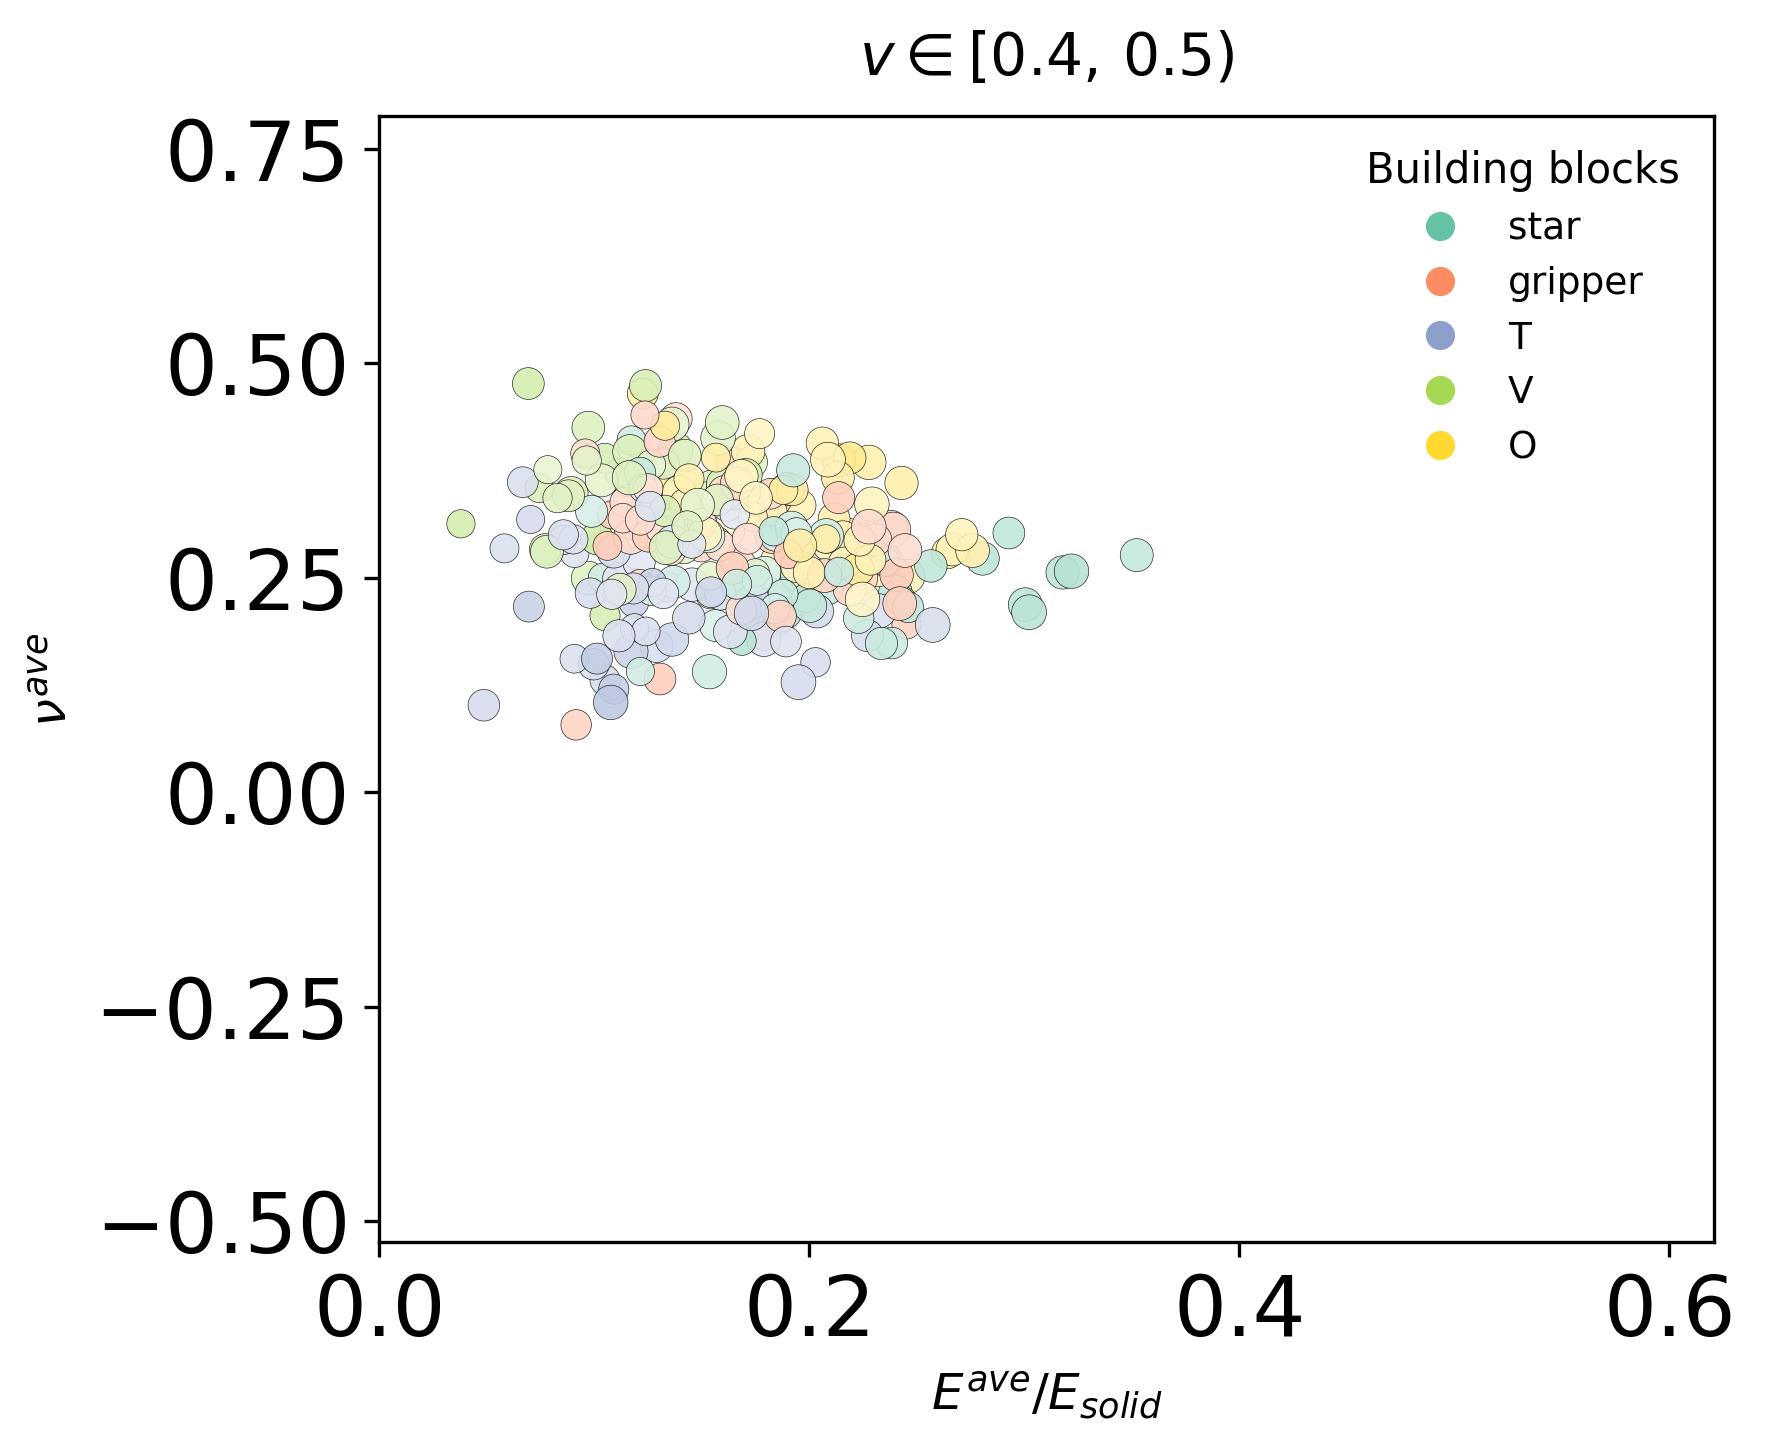 v ∈ [0.4, 0.5)
0.75
0.50
0.25
0.00
−0.25
−0.50
ν^ave
0.0 0.2 0.4 0.6
E^ave/E_solid
Building blocks
star
gripper
T
V
O